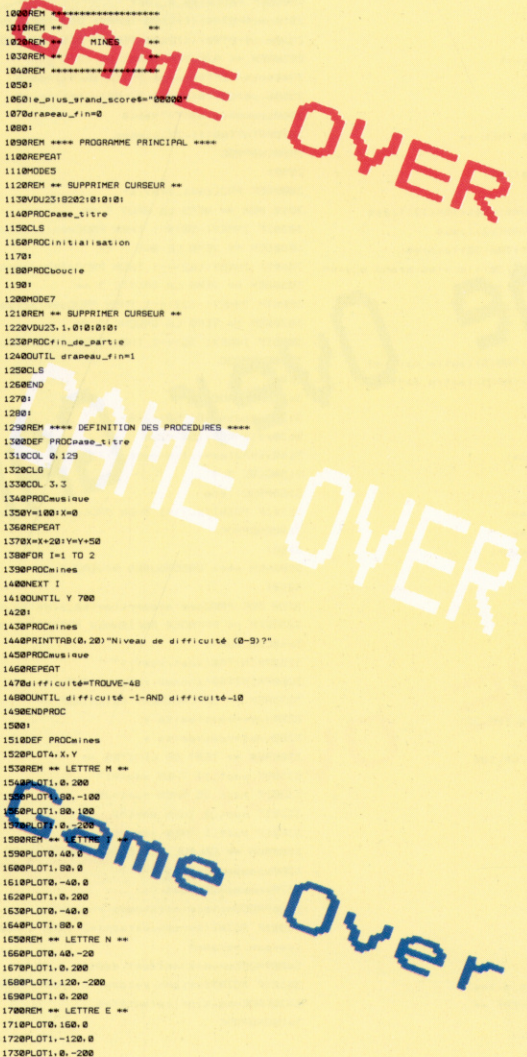 1000REM ********************
1010REM **                **
1020REM **     MINES      **
1030REM **                **
1040REM ********************
1050:
1060le_plus_grand_score$="00000"
1070drapeau_fin=0
1080:
1090REM **** PROGRAMME PRINCIPAL ****
1100REPEAT
1110MODE5
1120REM ** SUPPRIMER CURSEUR **
1130VDU23:8202:0:0:0:
1140PROCpage_titre
1150CLS
1160PROCinitialisation
1170:
1180PROCboucle
1190:
1200MODE7
1210REM ** SUPPRIMER CURSEUR **
1220VDU23,1,0:0:0:0:
1230PROCfin_de_partie
1240OUTIL drapeau_fin=1
1250CLS
1260END
1270:
1280:
1290REM **** DEFINITION DES PROCEDURES ****
1300DEF PROCpage_titre
1310COL 0,129
1320CLG
1330COL 3,3
1340PROCmusique
1350Y=100:X=0
1360REPEAT
1370X=X+20:Y=Y+50
1380FOR I=1 TO 2
1390PROCmines
1400NEXT I
1410OUNTIL Y 700
1420:
1430PROCmines
1440PRINTTAB(0,20)"Niveau de difficulté (0-9)?"
1450PROCmusique
1460REPEAT
1470difficulté=TROUVE-48
1480OUNTIL difficulté -1-AND difficulté-10
1490ENDPROC
1500:
1510DEF PROCmines
1520PLOT4,X,Y
1530REM ** LETTRE M **
1540PLOT1,0,200
1550PLOT1,80,-100
1560PLOT1,80,100
1570PLOT1,0,-200
1580REM ** LETTRE I **
1590PLOT0,40,0
1600PLOT1,80,0
1610PLOT0,-40,0
1620PLOT1,0,200
1630PLOT0,-40,0
1640PLOT1,80,0
1650REM ** LETTRE N **
1660PLOT0,40,-20
1670PLOT1,0,200
1680PLOT1,120,-200
1690PLOT1,0,200
1700REM ** LETTRE E **
1710PLOT0,160,0
1720PLOT1,-120,0
1730PLOT1,0,-200
GAME OVER
GAME OVER
Game Over